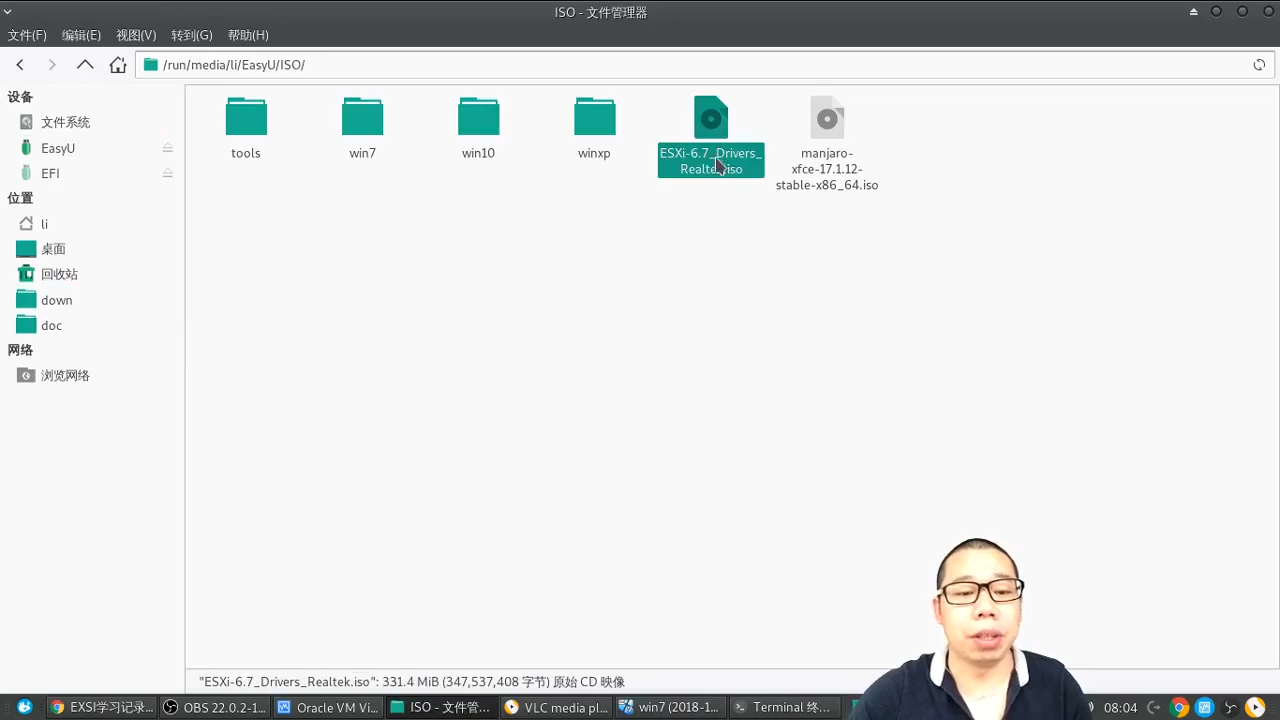 ISO - 文件管理器
文件(F) 编辑(E) 视图(V) 转到(G) 帮助(H)
/run/media/li/EasyU/ISO/
设备
文件系统
EasyU
EFI
位置
li
桌面
回收站
down
doc
网络
浏览网络
tools
win7
win10
winxp
ESXi-6.7_Drivers_
Realtek.iso
manjaro-
xfce-17.1.12-
stable-x86_64.iso
"ESXi-6.7_Drivers_Realtek.iso": 331.4 MiB (347,537,408 字节) 原始 CD 映像
EXSI学习记录... OBS 22.0.2-1... Oracle VM Vi... ISO - 文件管... VLC media pl... win7 (2018-1... Terminal 终... 08:04